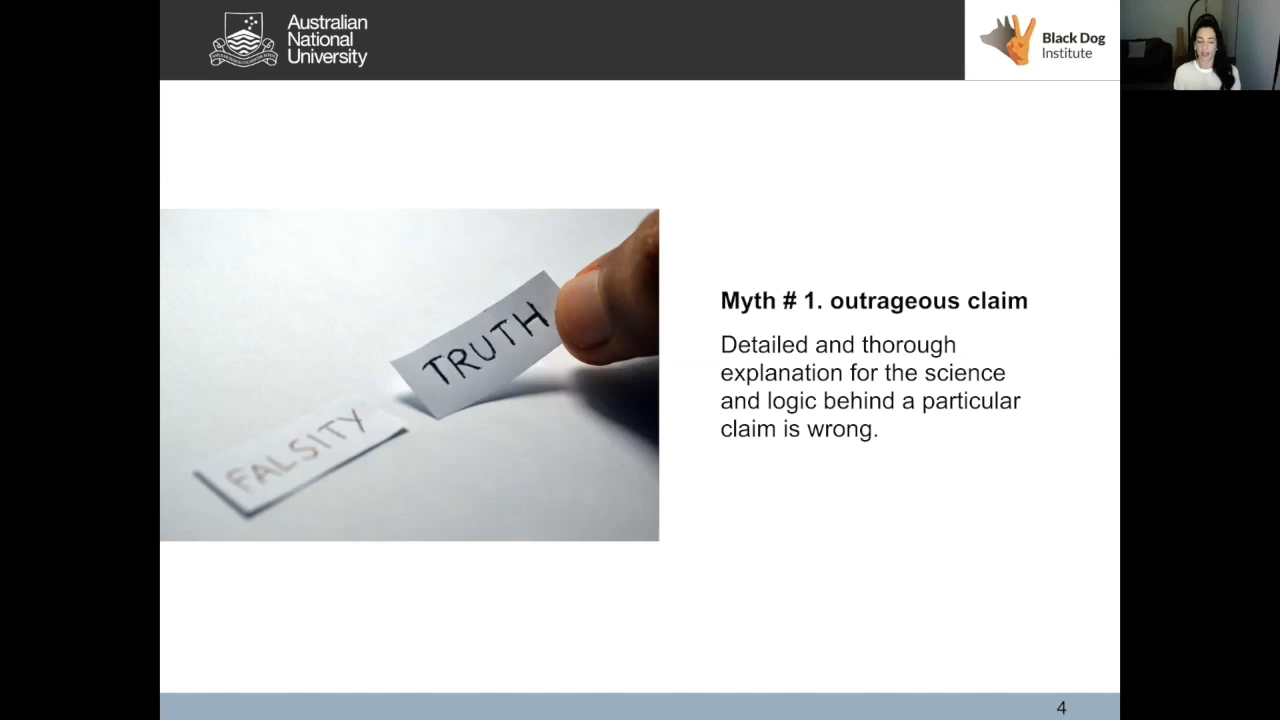 Australian
National
University
Black Dog
Institute
TRUTH
FALSITY
Myth # 1. outrageous claim
Detailed and thorough
explanation for the science
and logic behind a particular
claim is wrong.
4